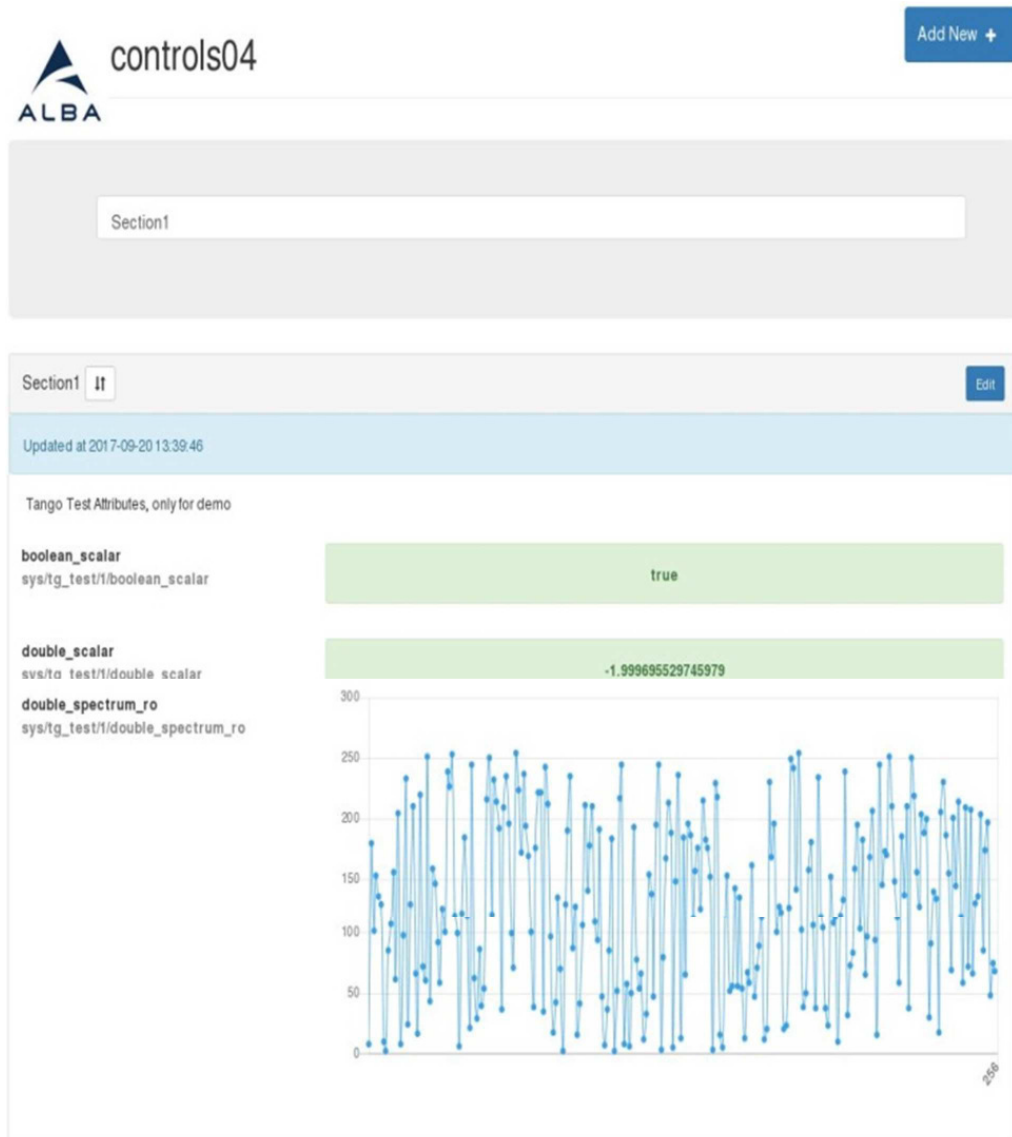 ALBA
controls04
Add New +
Section1
Section1
Edit
Updated at 2017-09-20 13:39:46
Tango Test Attributes, only for demo
boolean_scalar
sys/tg_test/1/boolean_scalar
true
double_scalar
sys/tg_test/1/double_scalar
-1.999695529745979
double_spectrum_ro
sys/tg_test/1/double_spectrum_ro
300
250
200
150
100
50
0
256